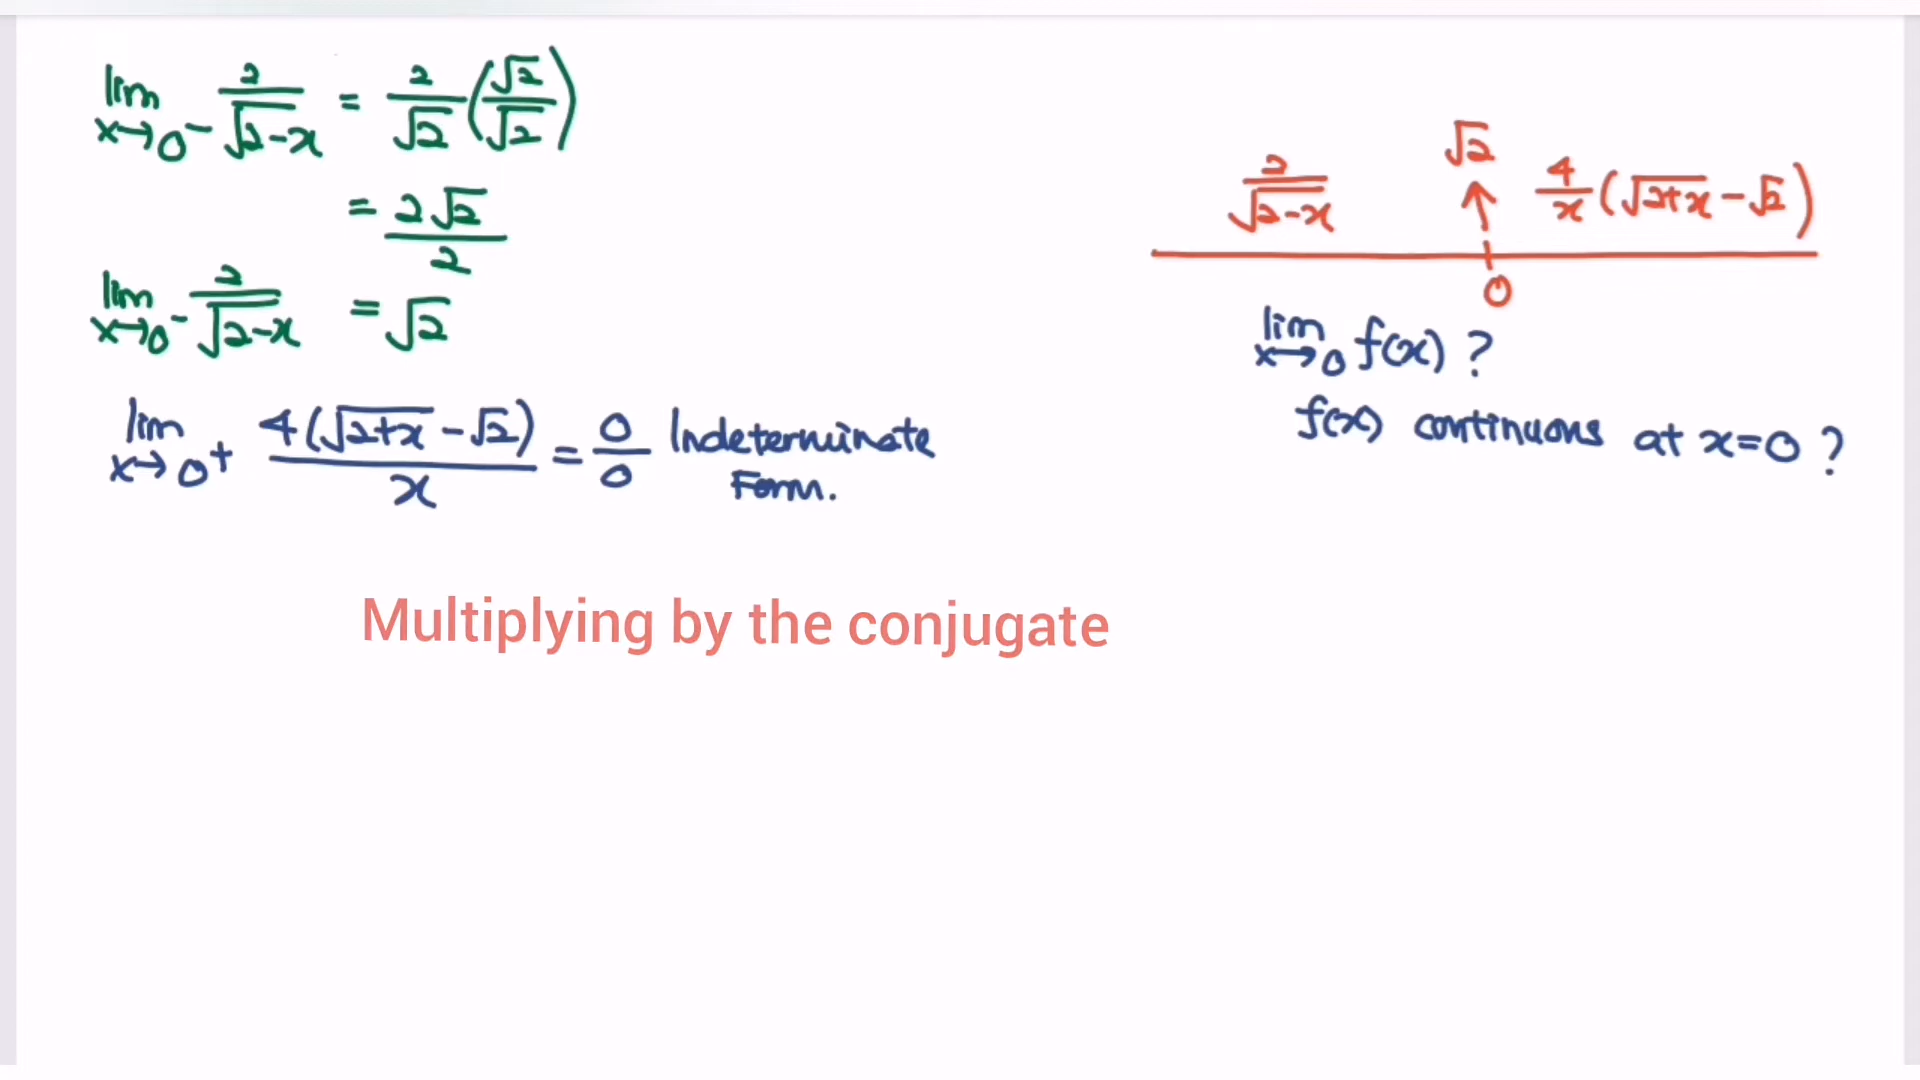 lim x→0⁻ 2/√(2-x) = 2/√2 (√2/√2)
= 2√2/2
lim x→0⁻ 2/√(2-x) = √2
lim x→0⁺ 4(√(2+x) - √2)/x = 0/0 Indeterminate
Form.
Multiplying by the conjugate
2/√(2-x) √2 4/x (√(2+x) - √2)
0
lim x→0 f(x) ?
f(x) continuous at x=0 ?